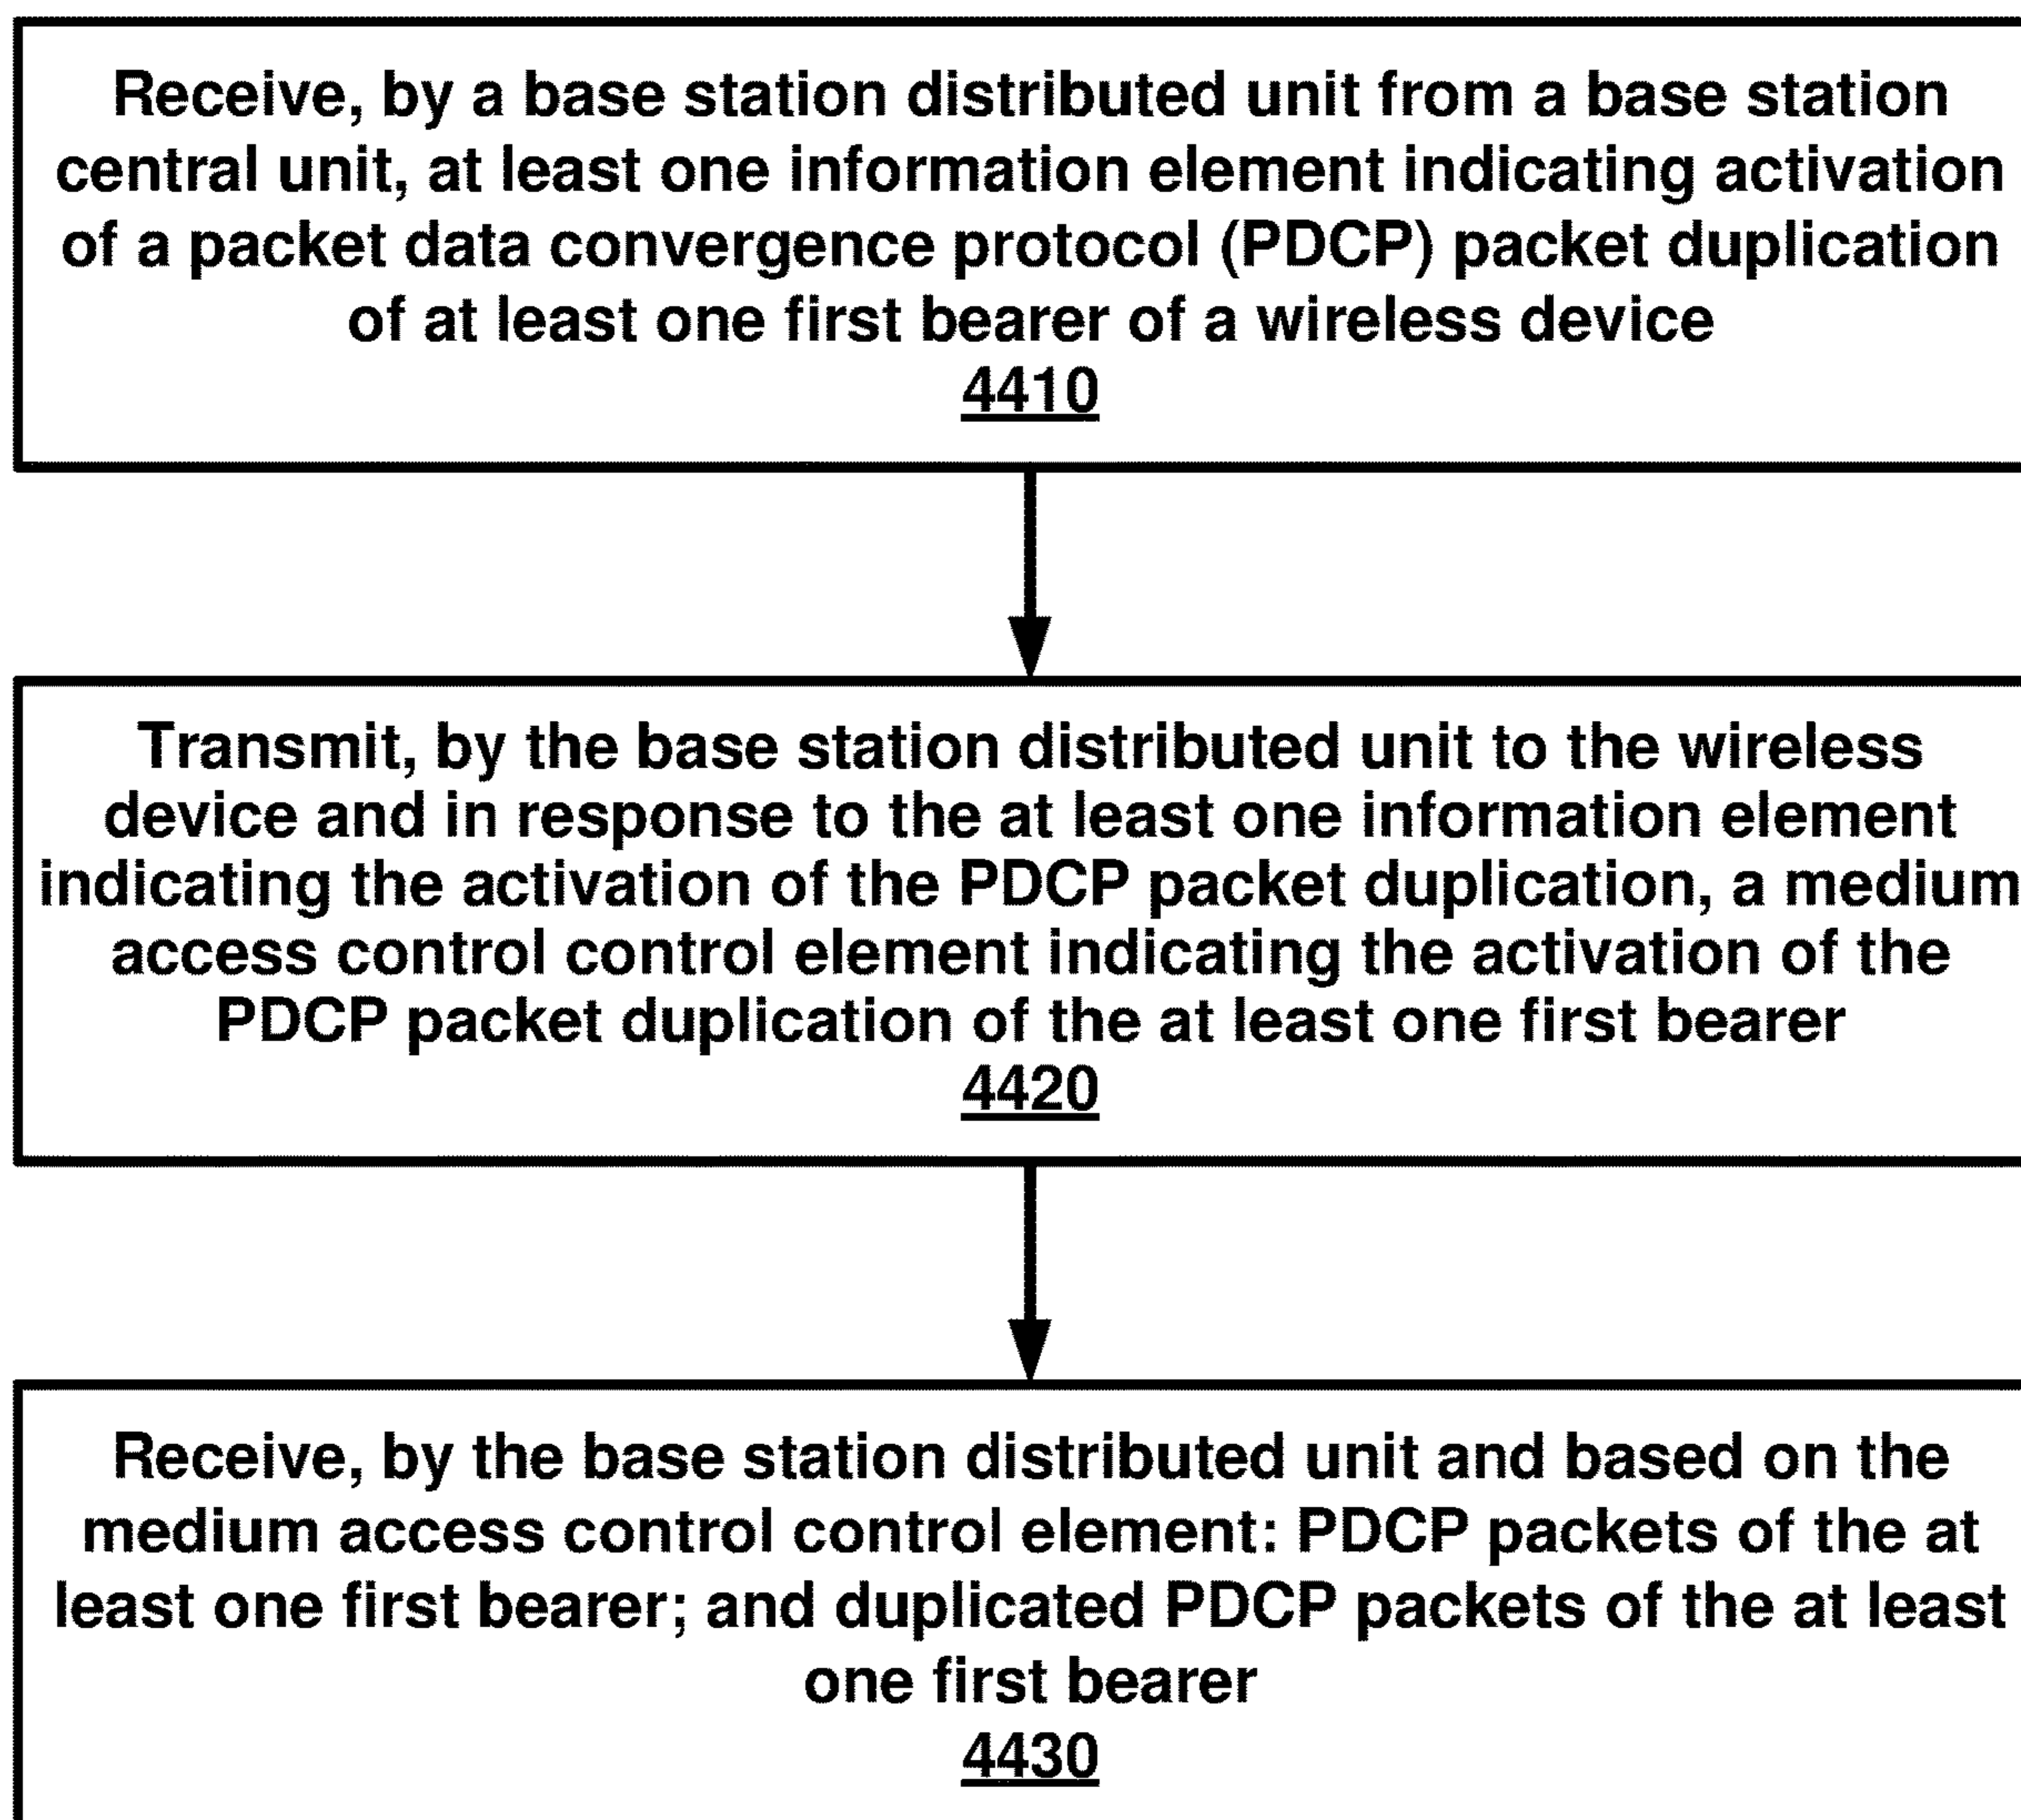 Receive, by a base station distributed unit from a base station
central unit, at least one information element indicating activation
of a packet data convergence protocol (PDCP) packet duplication
of at least one first bearer of a wireless device
4410
Transmit, by the base station distributed unit to the wireless
device and in response to the at least one information element
indicating the activation of the PDCP packet duplication, a medium
access control control element indicating the activation of the
PDCP packet duplication of the at least one first bearer
4420
Receive, by the base station distributed unit and based on the
medium access control control element: PDCP packets of the at
least one first bearer; and duplicated PDCP packets of the at least
one first bearer
4430